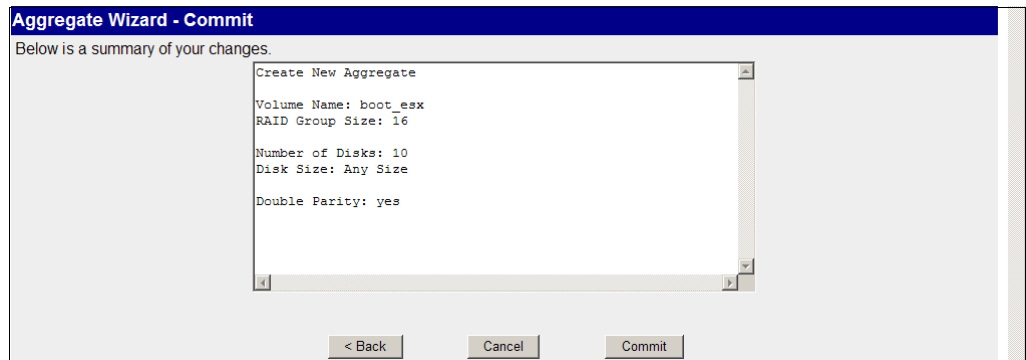 Aggregate Wizard - Commit
Below is a summary of your changes.
Create New Aggregate
Volume Name: boot_esx
RAID Group Size: 16
Number of Disks: 10
Disk Size: Any Size
Double Parity: yes
< Back Cancel Commit